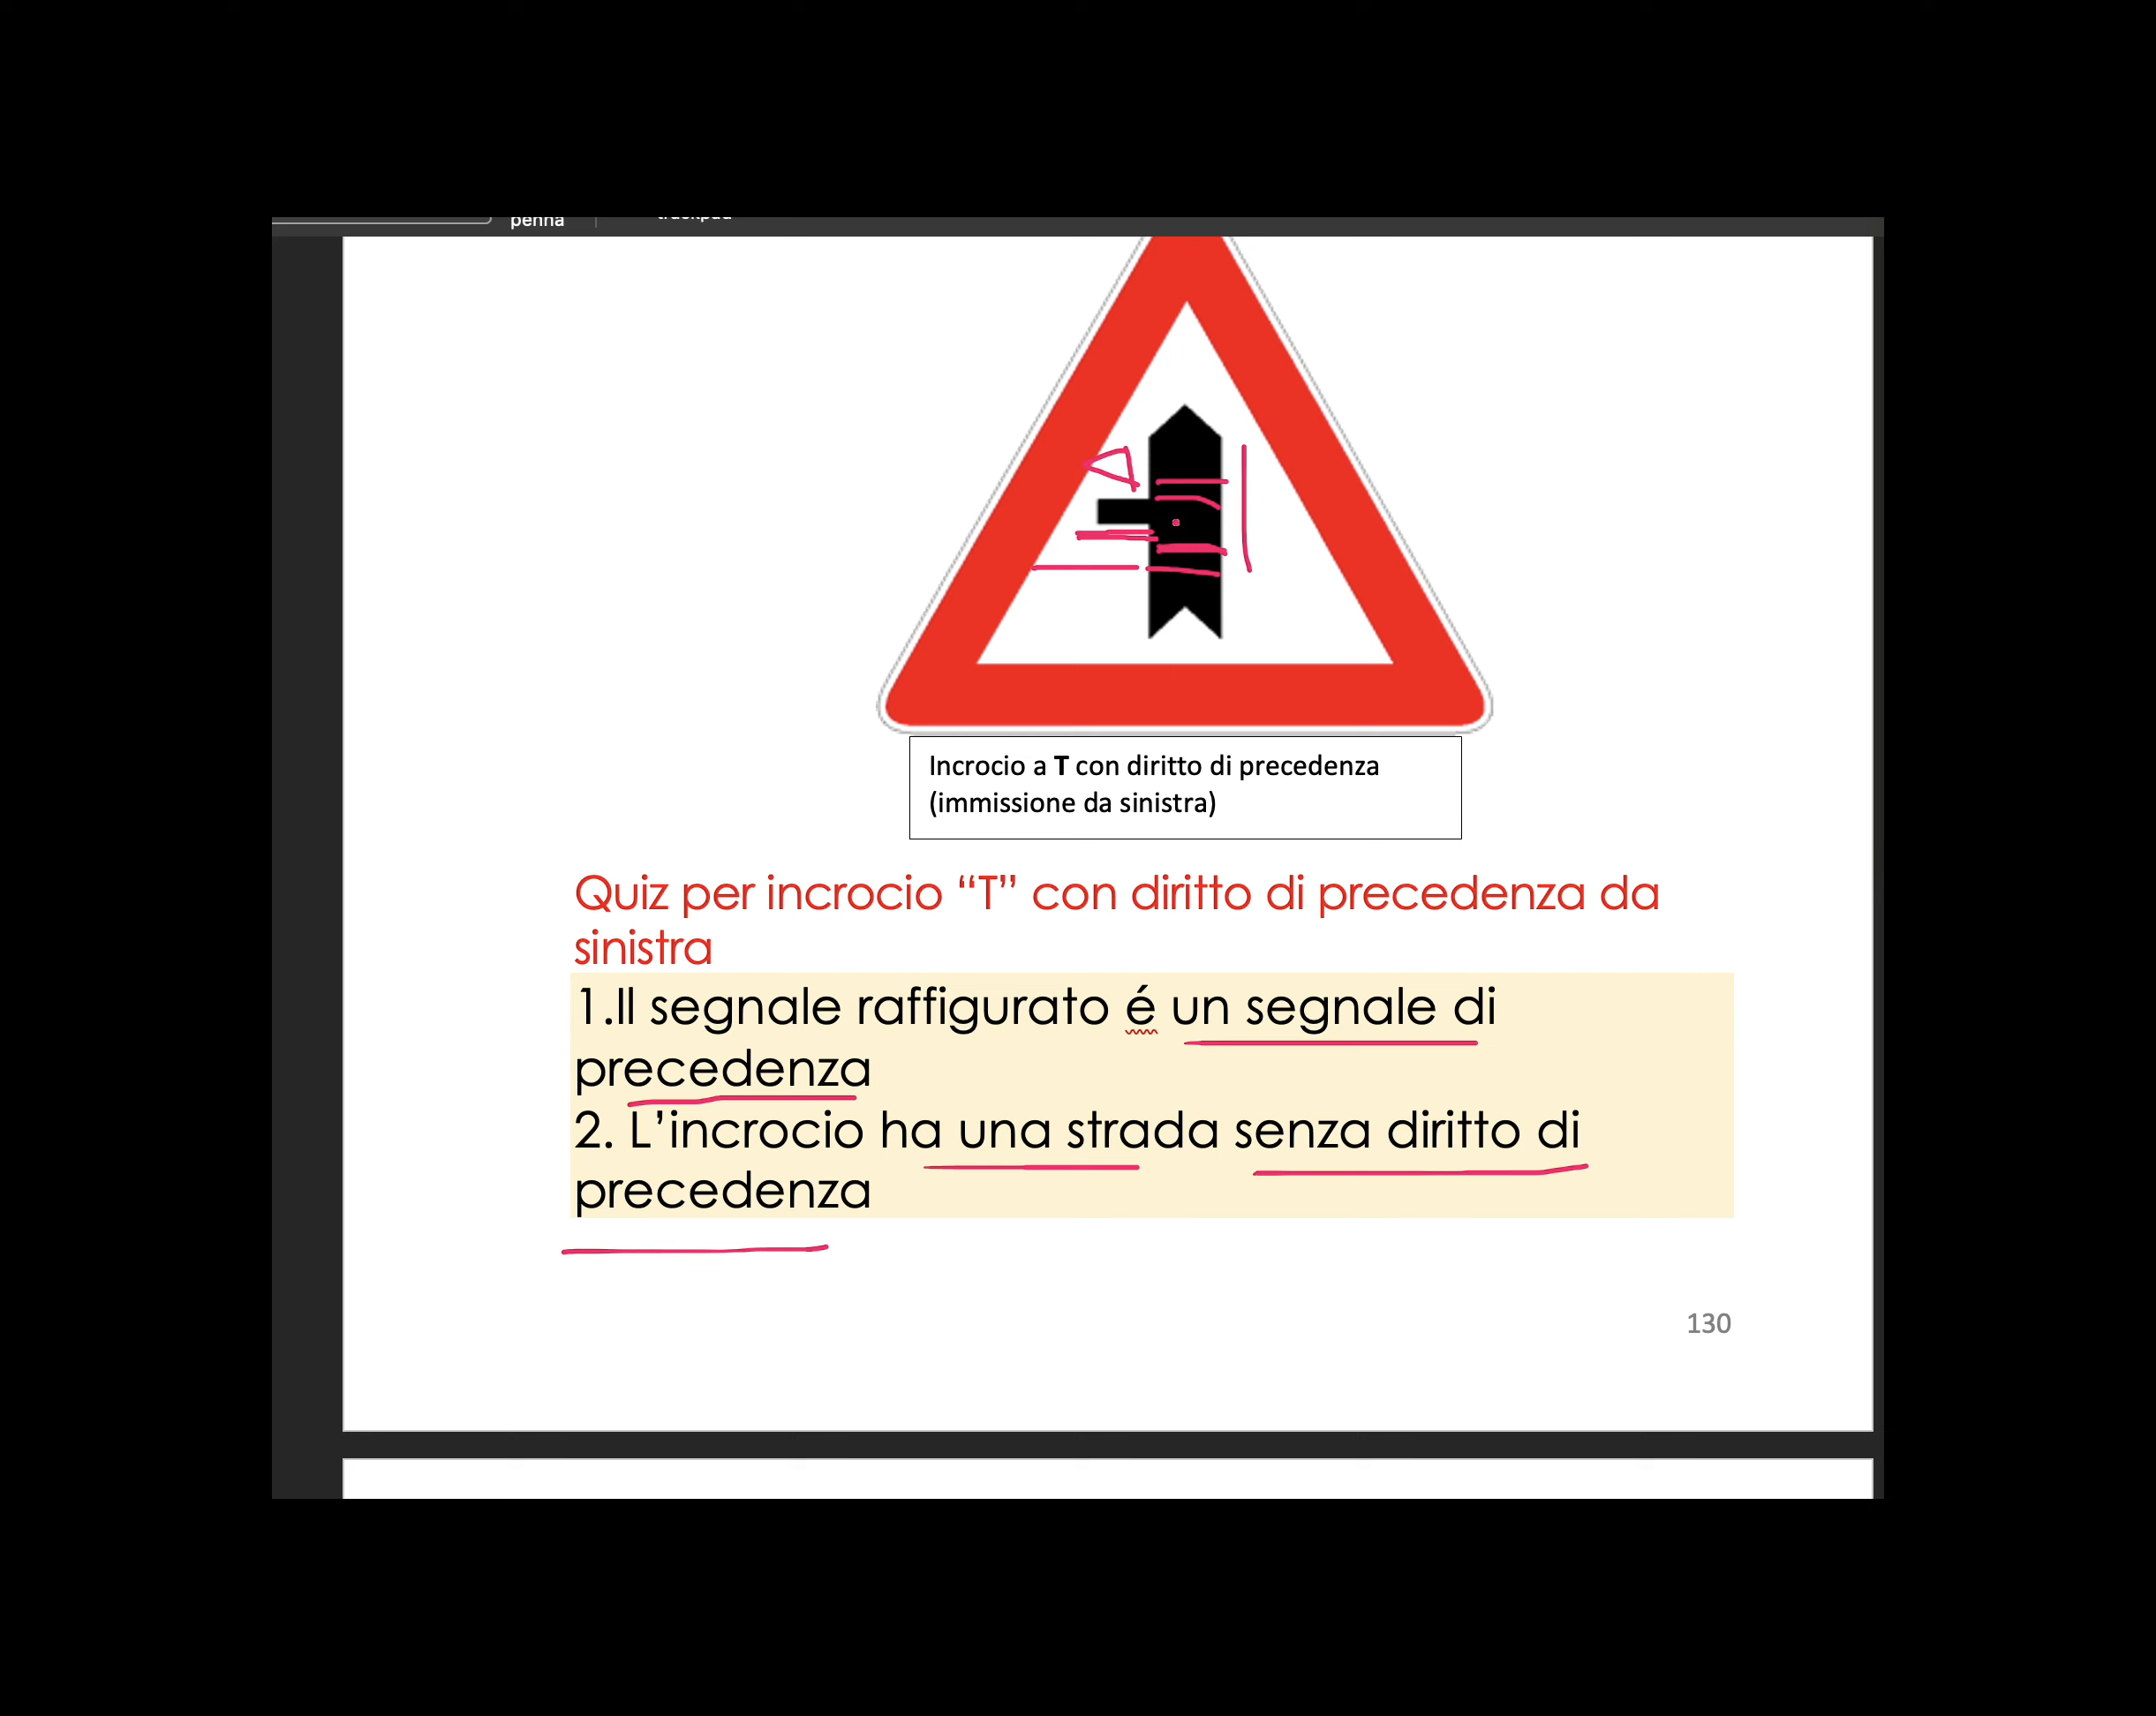 penna
Incrocio a T con diritto di precedenza
(immissione da sinistra)
Quiz per incrocio “T” con diritto di precedenza da
sinistra
1.Il segnale raffigurato é un segnale di
precedenza
2. L’incrocio ha una strada senza diritto di
precedenza
130